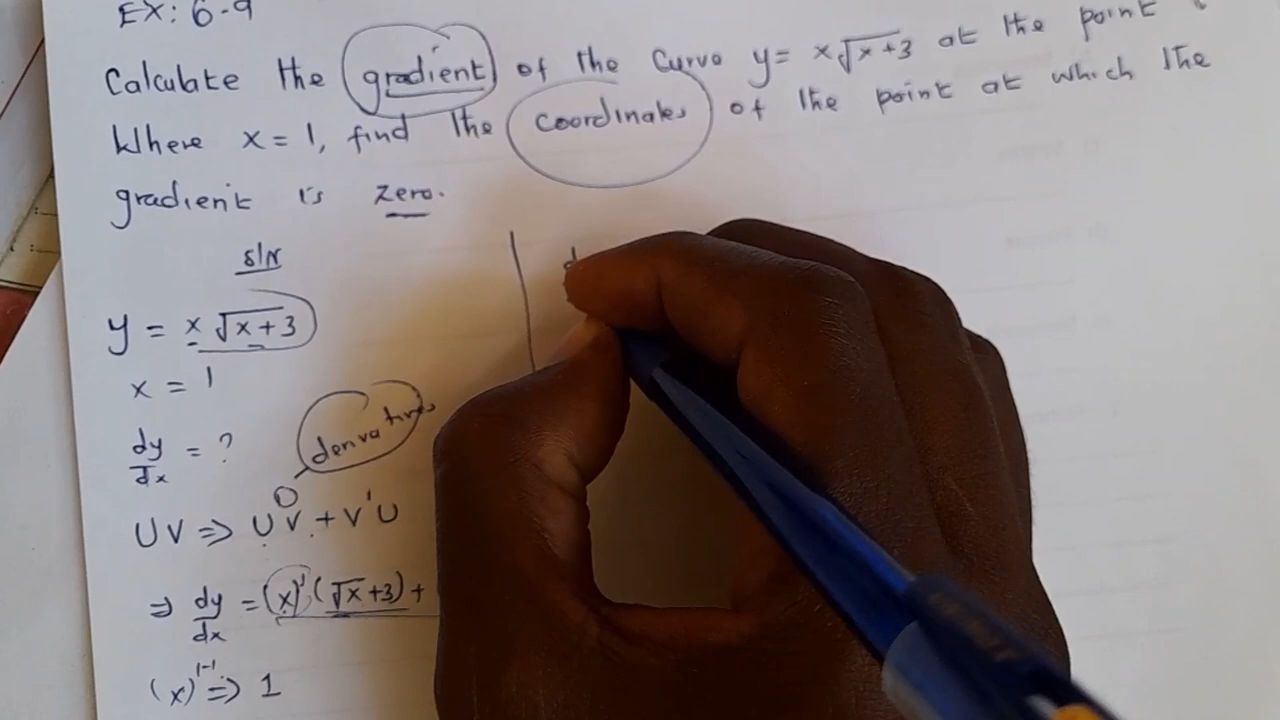 EX: 6-9
Calculate the gradient of the Curve y = x√x+3 at the point
Where x = 1, find the coordinates of the point at which the
gradient is zero.
S/N
y = x √x+3
x = 1
dy/dx = ?
derivatives
UV => U'V + V'U
=> dy/dx = (x)' (√x+3) +
(x)¹⁻¹ => 1
d